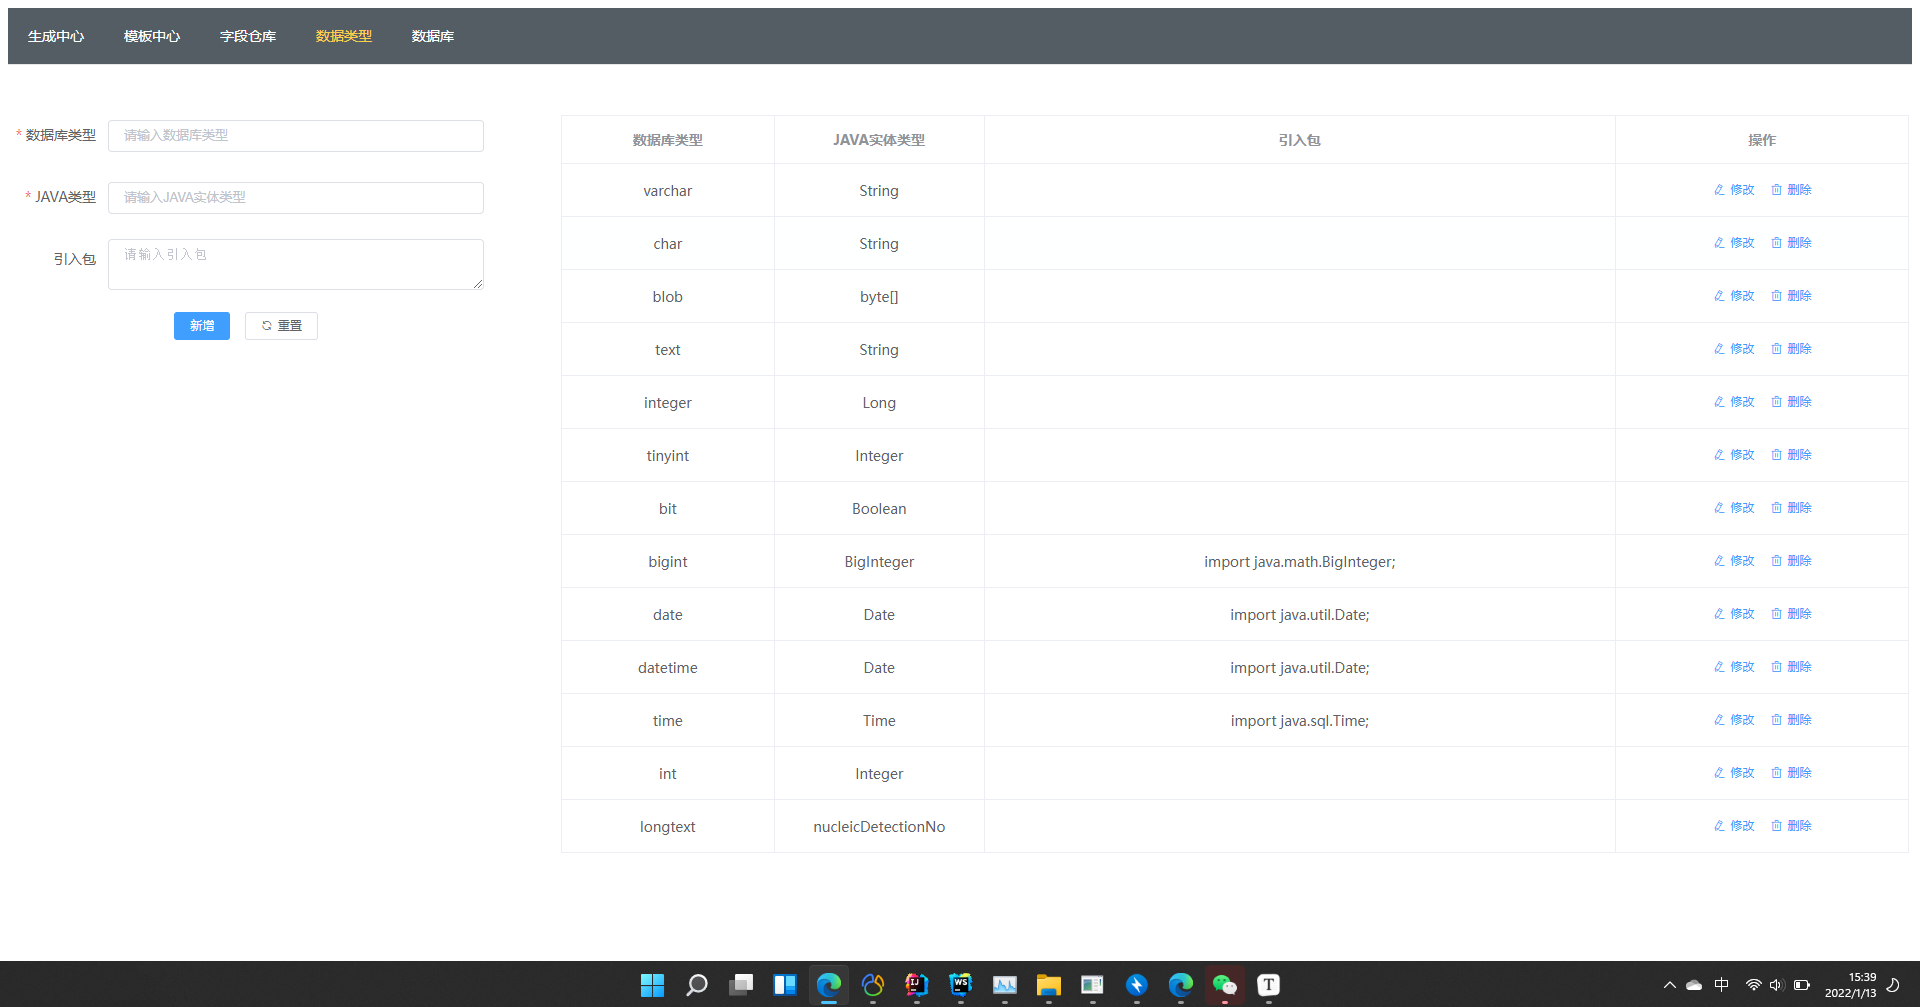 生成中心 模板中心 字段仓库 数据类型 数据库
* 数据库类型 请输入数据库类型
* JAVA类型 请输入JAVA实体类型
引入包 请输入引入包
新增 重置
数据库类型 JAVA实体类型 引入包 操作
varchar String 修改 删除
char String 修改 删除
blob byte[] 修改 删除
text String 修改 删除
integer Long 修改 删除
tinyint Integer 修改 删除
bit Boolean 修改 删除
bigint BigInteger import java.math.BigInteger; 修改 删除
date Date import java.util.Date; 修改 删除
datetime Date import java.util.Date; 修改 删除
time Time import java.sql.Time; 修改 删除
int Integer 修改 删除
longtext nucleicDetectionNo 修改 删除
IJ WS T 中 15:39
2022/1/13